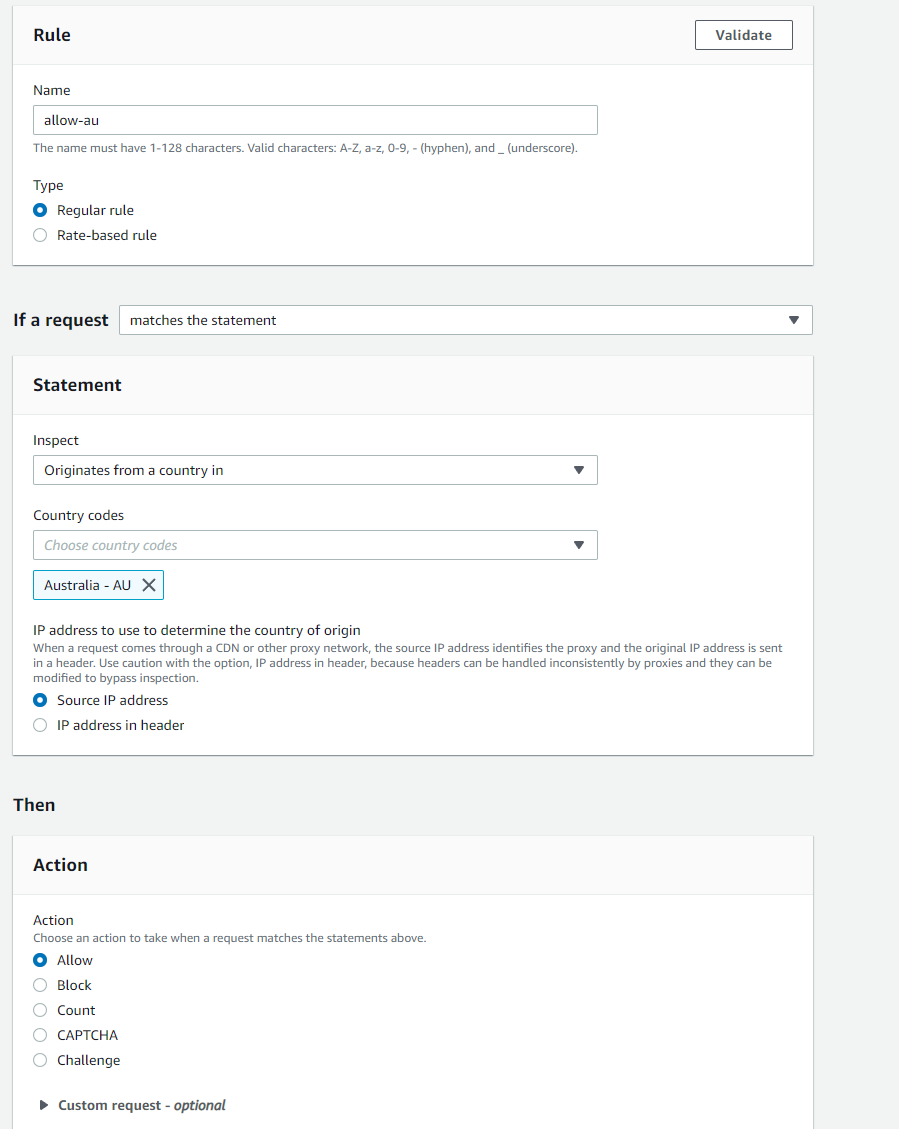 Rule
Validate
Name
allow-au
The name must have 1-128 characters. Valid characters: A-Z, a-z, 0-9, - (hyphen), and _ (underscore).
Type
Regular rule
Rate-based rule
If a request
matches the statement
Statement
Inspect
Originates from a country in
Country codes
Choose country codes
Australia - AU
IP address to use to determine the country of origin
When a request comes through a CDN or other proxy network, the source IP address identifies the proxy and the original IP address is sent
in a header. Use caution with the option, IP address in header, because headers can be handled inconsistently by proxies and they can be
modified to bypass inspection.
Source IP address
IP address in header
Then
Action
Action
Choose an action to take when a request matches the statements above.
Allow
Block
Count
CAPTCHA
Challenge
Custom request - optional